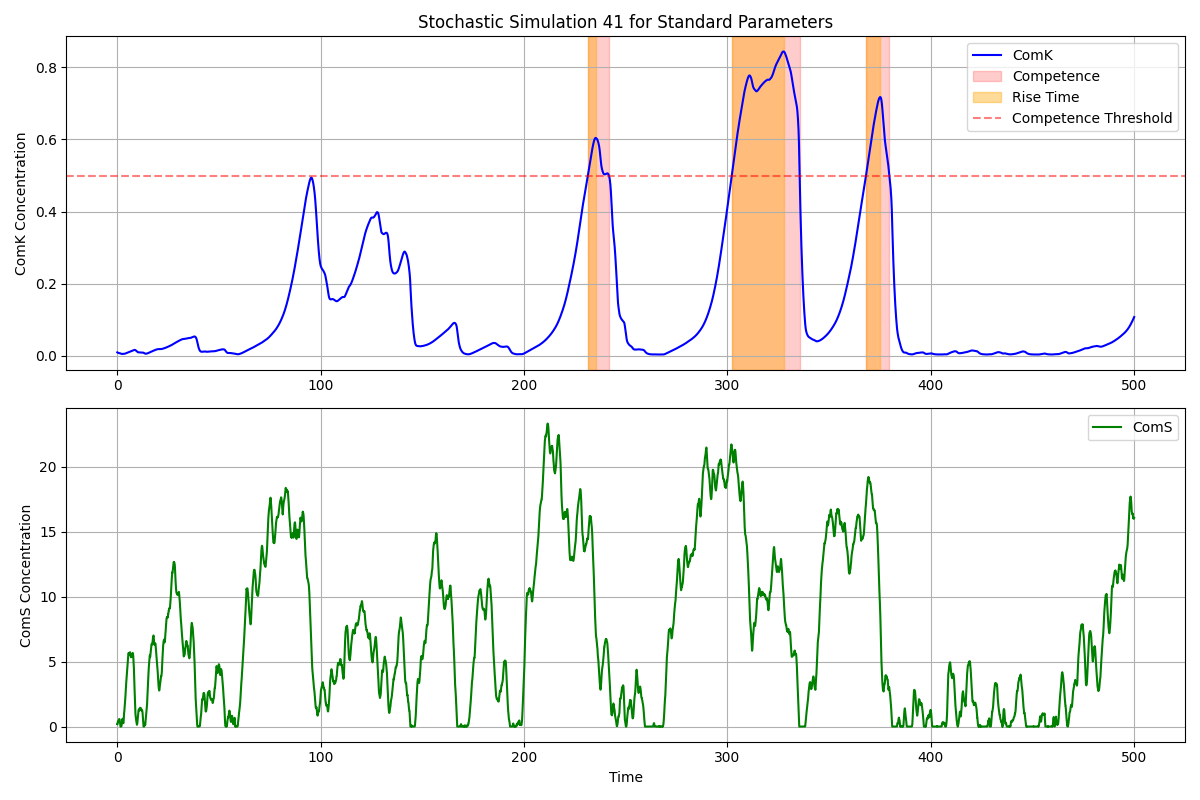 Stochastic Simulation 41 for Standard Parameters
ComK Concentration
0.8
0.6
0.4
0.2
0.0
ComK
Competence
Rise Time
Competence Threshold
0 100 200 300 400 500
ComS Concentration
20
15
10
5
0
ComS
0 100 200 300 400 500
Time